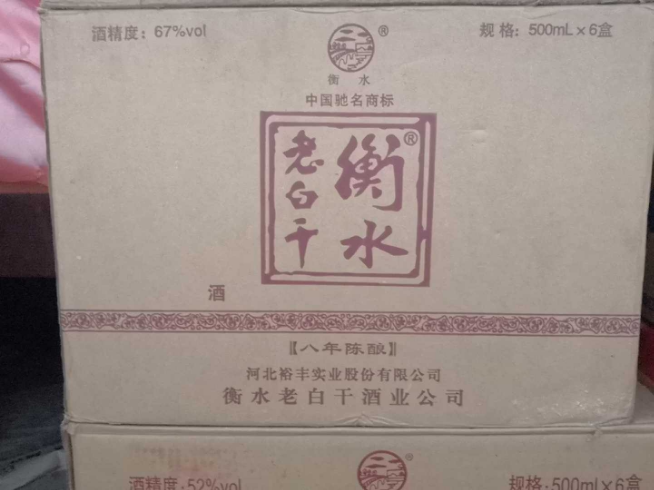 酒精度：67%vol
®
规格：500mL×6盒
衡水
中国驰名商标
衡水®
老白干
酒
【八年陈酿】
河北裕丰实业股份有限公司
衡水老白干酒业公司
酒精度:52%vol
®
规格:500ml×6盒